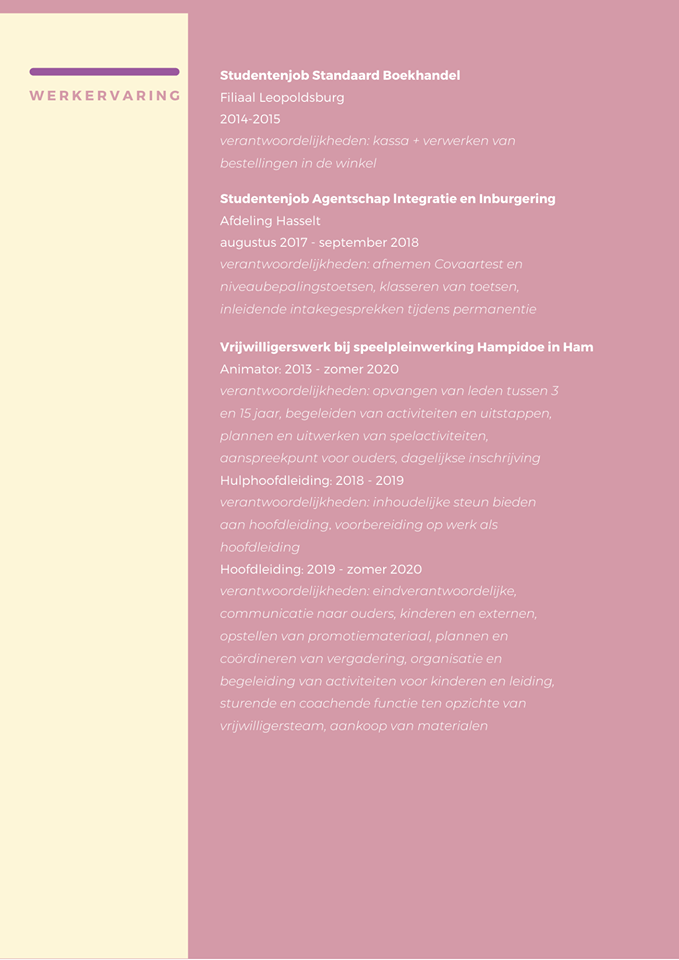 WERKERVARING
Studentenjob Standaard Boekhandel
Filiaal Leopoldsburg
2014-2015
verantwoordelijkheden: kassa + verwerken van
bestellingen in de winkel
Studentenjob Agentschap Integratie en Inburgering
Afdeling Hasselt
augustus 2017 - september 2018
verantwoordelijkheden: afnemen Covaartest en
niveaubepalingstoetsen, klasseren van toetsen,
inleidende intakegesprekken tijdens permanentie
Vrijwilligerswerk bij speelpleinwerking Hampidoe in Ham
Animator: 2013 - zomer 2020
verantwoordelijkheden: opvangen van leden tussen 3
en 15 jaar, begeleiden van activiteiten en uitstappen,
plannen en uitwerken van spelactiviteiten,
aanspreekpunt voor ouders, dagelijkse inschrijving
Hulphoofdleiding: 2018 - 2019
verantwoordelijkheden: inhoudelijke steun bieden
aan hoofdleiding, voorbereiding op werk als
hoofdleiding
Hoofdleiding: 2019 - zomer 2020
verantwoordelijkheden: eindverantwoordelijke,
communicatie naar ouders, kinderen en externen,
opstellen van promotiemateriaal, plannen en
coördineren van vergadering, organisatie en
begeleiding van activiteiten voor kinderen en leiding,
sturende en coachende functie ten opzichte van
vrijwilligersteam, aankoop van materialen